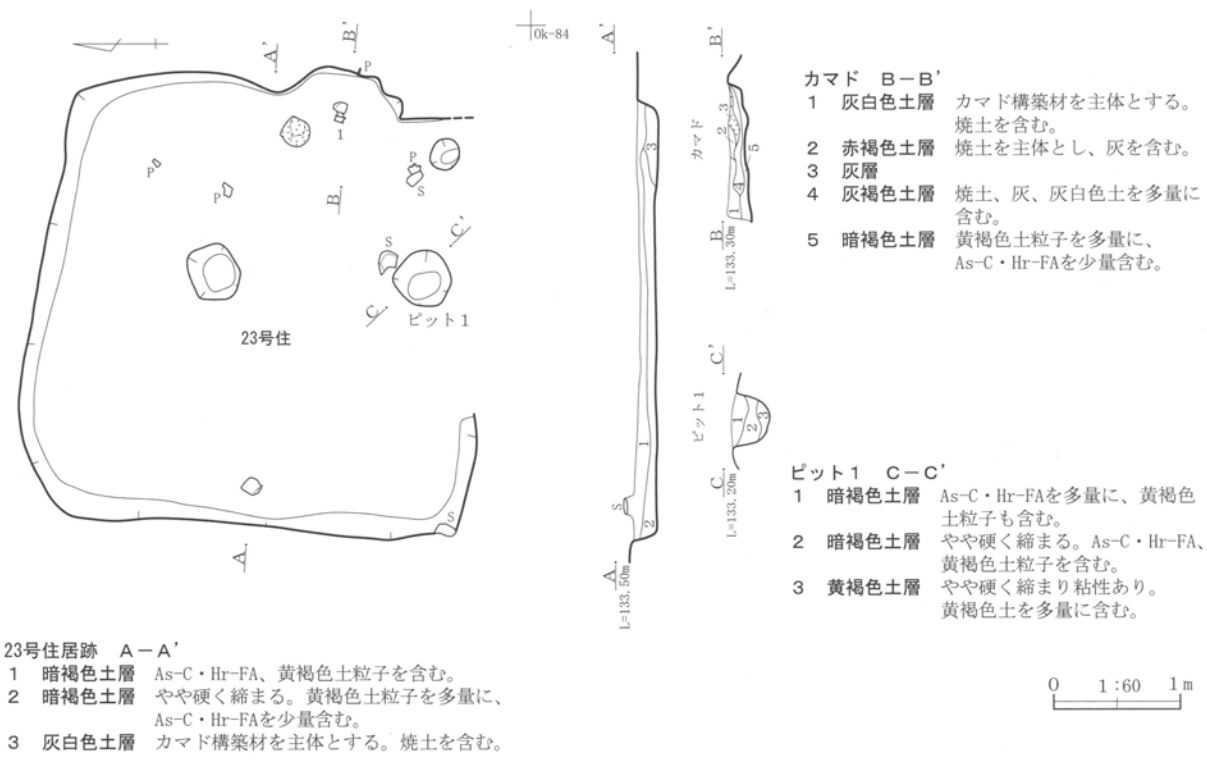 Ok-84
A'
B'
P
1
P
P
P
S
B
C'
S
C
ピット1
23号住
S
A
A'
3
1
S
2
A
L=133.50m
B'
カマド
3
2
5
4
1
B
L=133.30m
C'
ピット1
1
2
3
C
L=133.20m
カマド B-B'
1 灰白色土層 カマド構築材を主体とする。
焼土を含む。
2 赤褐色土層 焼土を主体とし、灰を含む。
3 灰層
4 灰褐色土層 焼土、灰、灰白色土を多量に
含む。
5 暗褐色土層 黄褐色土粒子を多量に、
As-C・Hr-FAを少量含む。
ピット1 C-C'
1 暗褐色土層 As-C・Hr-FAを多量に、黄褐色
土粒子も含む。
2 暗褐色土層 やや硬く締まる。As-C・Hr-FA、
黄褐色土粒子を含む。
3 黄褐色土層 やや硬く締まり粘性あり。
黄褐色土を多量に含む。
23号住居跡 A-A'
1 暗褐色土層 As-C・Hr-FA、黄褐色土粒子を含む。
2 暗褐色土層 やや硬く締まる。黄褐色土粒子を多量に、
As-C・Hr-FAを少量含む。
3 灰白色土層 カマド構築材を主体とする。焼土を含む。
0 1:60 1m